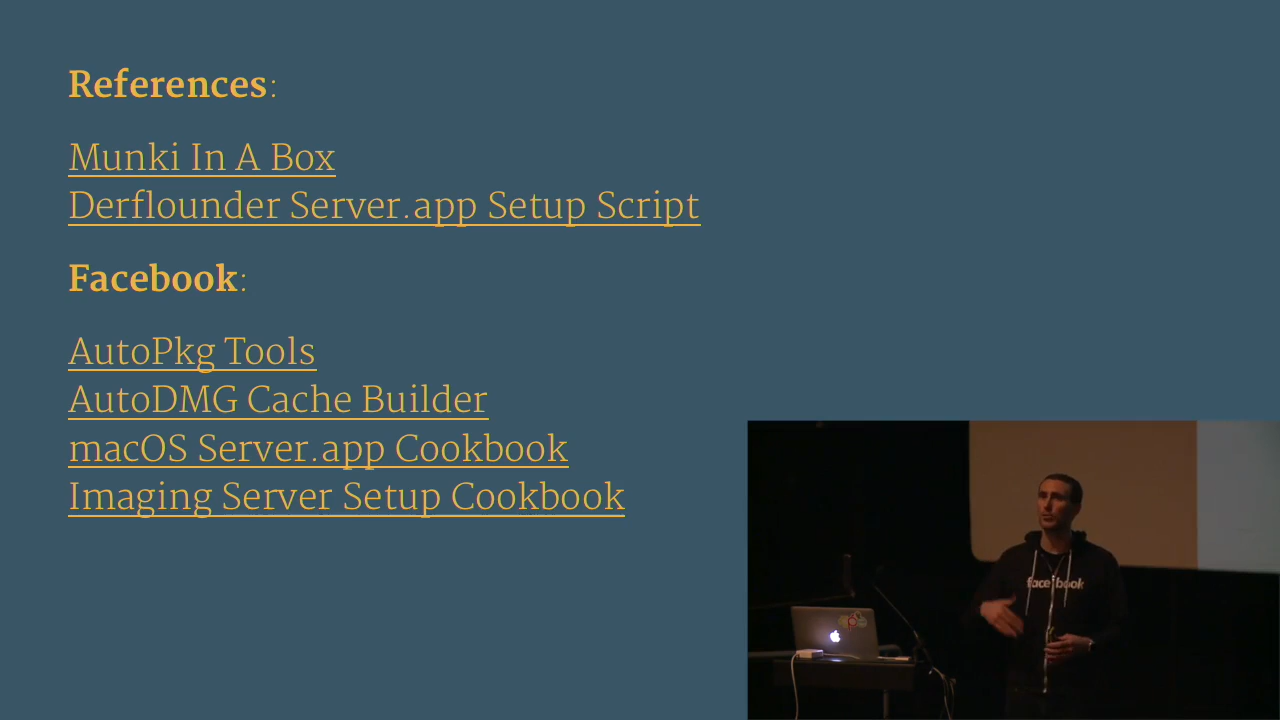 References:
Munki In A Box
Derflounder Server.app Setup Script
Facebook:
AutoPkg Tools
AutoDMG Cache Builder
macOS Server.app Cookbook
Imaging Server Setup Cookbook
facebook